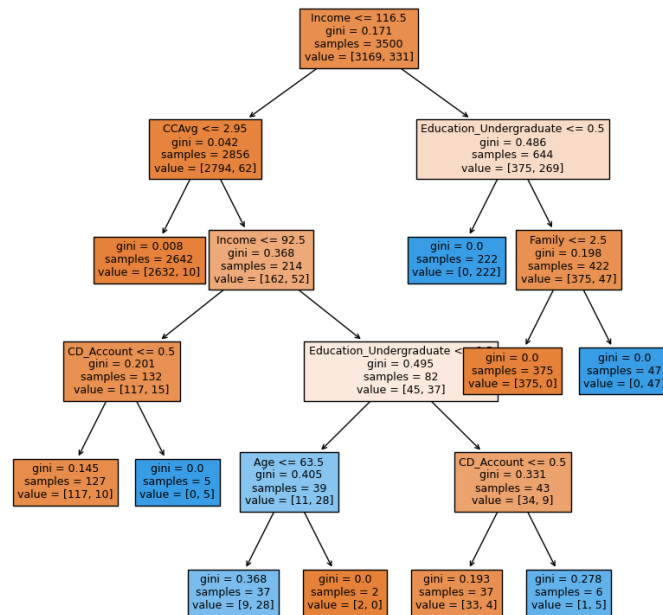 Income <= 116.5
gini = 0.171
samples = 3500
value = [3169, 331]
CCAvg <= 2.95
gini = 0.042
samples = 2856
value = [2794, 62]
Education_Undergraduate <= 0.5
gini = 0.486
samples = 644
value = [375, 269]
gini = 0.008
samples = 2642
value = [2632, 10]
Income <= 92.5
gini = 0.368
samples = 214
value = [162, 52]
gini = 0.0
samples = 222
value = [0, 222]
Family <= 2.5
gini = 0.198
samples = 422
value = [375, 47]
CD_Account <= 0.5
gini = 0.201
samples = 132
value = [117, 15]
Education_Undergraduate <
gini = 0.495
samples = 82
value = [45, 37]
gini = 0.0
samples = 375
value = [375, 0]
gini = 0.0
samples = 47
value = [0, 47]
gini = 0.145
samples = 127
value = [117, 10]
gini = 0.0
samples = 5
value = [0, 5]
Age <= 63.5
gini = 0.405
samples = 39
value = [11, 28]
CD_Account <= 0.5
gini = 0.331
samples = 43
value = [34, 9]
gini = 0.368
samples = 37
value = [9, 28]
gini = 0.0
samples = 2
value = [2, 0]
gini = 0.193
samples = 37
value = [33, 4]
gini = 0.278
samples = 6
value = [1, 5]